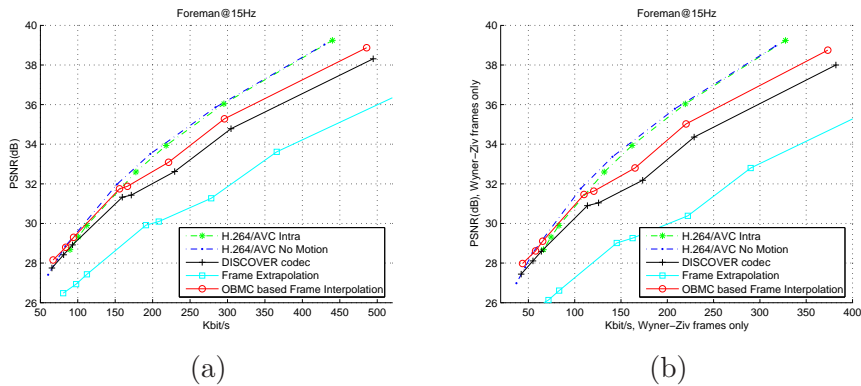 Foreman@15Hz
40
38
36
34
32
30
28
26
PSNR(dB)
50 100 150 200 250 300 350 400 450 500
Kbit/s
H.264/AVC Intra
H.264/AVC No Motion
DISCOVER codec
Frame Extrapolation
OBMC based Frame Interpolation
(a)
Foreman@15Hz
40
38
36
34
32
30
28
26
PSNR(dB), Wyner−Ziv frames only
0 50 100 150 200 250 300 350 400
Kbit/s, Wyner−Ziv frames only
H.264/AVC Intra
H.264/AVC No Motion
DISCOVER codec
Frame Extrapolation
OBMC based Frame Interpolation
(b)